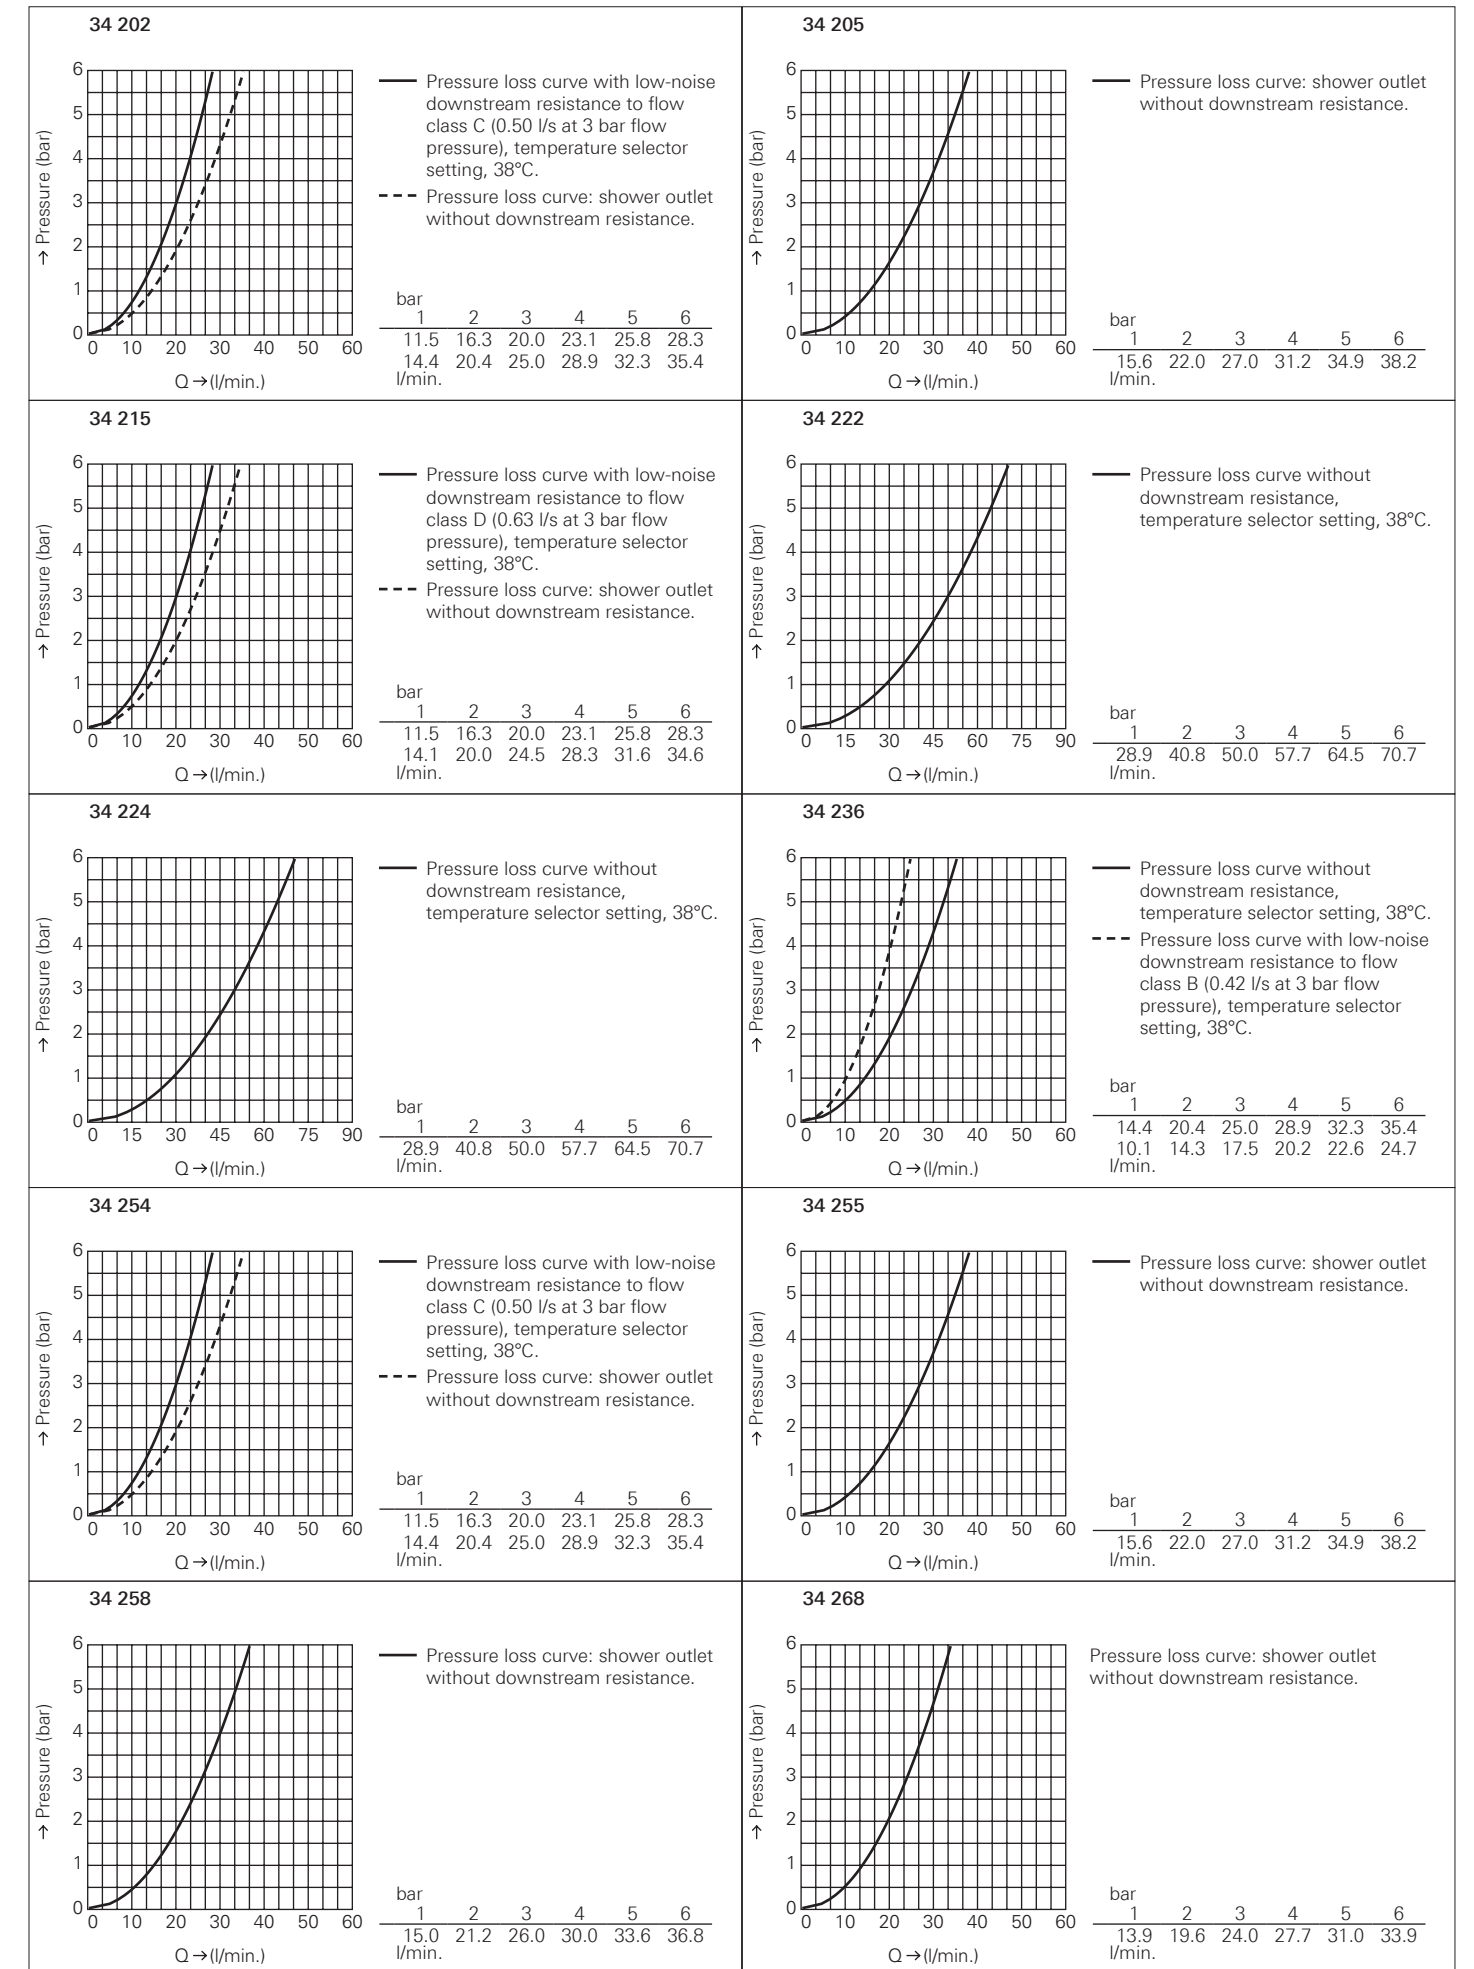 34 202
6
5
4
3
2
1
0
→ Pressure (bar)
0 10 20 30 40 50 60
Q → (l/min.)
Pressure loss curve with low-noise
downstream resistance to flow
class C (0.50 l/s at 3 bar flow
pressure), temperature selector
setting, 38°C.
Pressure loss curve: shower outlet
without downstream resistance.
bar
1 2 3 4 5 6
11.5 16.3 20.0 23.1 25.8 28.3
14.4 20.4 25.0 28.9 32.3 35.4
l/min.
34 205
6
5
4
3
2
1
0
→ Pressure (bar)
0 10 20 30 40 50 60
Q → (l/min.)
Pressure loss curve: shower outlet
without downstream resistance.
bar
1 2 3 4 5 6
15.6 22.0 27.0 31.2 34.9 38.2
l/min.
34 215
6
5
4
3
2
1
0
→ Pressure (bar)
0 10 20 30 40 50 60
Q → (l/min.)
Pressure loss curve with low-noise
downstream resistance to flow
class D (0.63 l/s at 3 bar flow
pressure), temperature selector
setting, 38°C.
Pressure loss curve: shower outlet
without downstream resistance.
bar
1 2 3 4 5 6
11.5 16.3 20.0 23.1 25.8 28.3
14.1 20.0 24.5 28.3 31.6 34.6
l/min.
34 222
6
5
4
3
2
1
0
→ Pressure (bar)
0 15 30 45 60 75 90
Q → (l/min.)
Pressure loss curve without
downstream resistance,
temperature selector setting, 38°C.
bar
1 2 3 4 5 6
28.9 40.8 50.0 57.7 64.5 70.7
l/min.
34 224
6
5
4
3
2
1
0
→ Pressure (bar)
0 15 30 45 60 75 90
Q → (l/min.)
Pressure loss curve without
downstream resistance,
temperature selector setting, 38°C.
bar
1 2 3 4 5 6
28.9 40.8 50.0 57.7 64.5 70.7
l/min.
34 236
6
5
4
3
2
1
0
→ Pressure (bar)
0 10 20 30 40 50 60
Q → (l/min.)
Pressure loss curve without
downstream resistance,
temperature selector setting, 38°C.
Pressure loss curve with low-noise
downstream resistance to flow
class B (0.42 l/s at 3 bar flow
pressure), temperature selector
setting, 38°C.
bar
1 2 3 4 5 6
14.4 20.4 25.0 28.9 32.3 35.4
10.1 14.3 17.5 20.2 22.6 24.7
l/min.
34 254
6
5
4
3
2
1
0
→ Pressure (bar)
0 10 20 30 40 50 60
Q → (l/min.)
Pressure loss curve with low-noise
downstream resistance to flow
class C (0.50 l/s at 3 bar flow
pressure), temperature selector
setting, 38°C.
Pressure loss curve: shower outlet
without downstream resistance.
bar
1 2 3 4 5 6
11.5 16.3 20.0 23.1 25.8 28.3
14.4 20.4 25.0 28.9 32.3 35.4
l/min.
34 255
6
5
4
3
2
1
0
→ Pressure (bar)
0 10 20 30 40 50 60
Q → (l/min.)
Pressure loss curve: shower outlet
without downstream resistance.
bar
1 2 3 4 5 6
15.6 22.0 27.0 31.2 34.9 38.2
l/min.
34 258
6
5
4
3
2
1
0
→ Pressure (bar)
0 10 20 30 40 50 60
Q → (l/min.)
Pressure loss curve: shower outlet
without downstream resistance.
bar
1 2 3 4 5 6
15.0 21.2 26.0 30.0 33.6 36.8
l/min.
34 268
6
5
4
3
2
1
0
→ Pressure (bar)
0 10 20 30 40 50 60
Q → (l/min.)
Pressure loss curve: shower outlet
without downstream resistance.
bar
1 2 3 4 5 6
13.9 19.6 24.0 27.7 31.0 33.9
l/min.